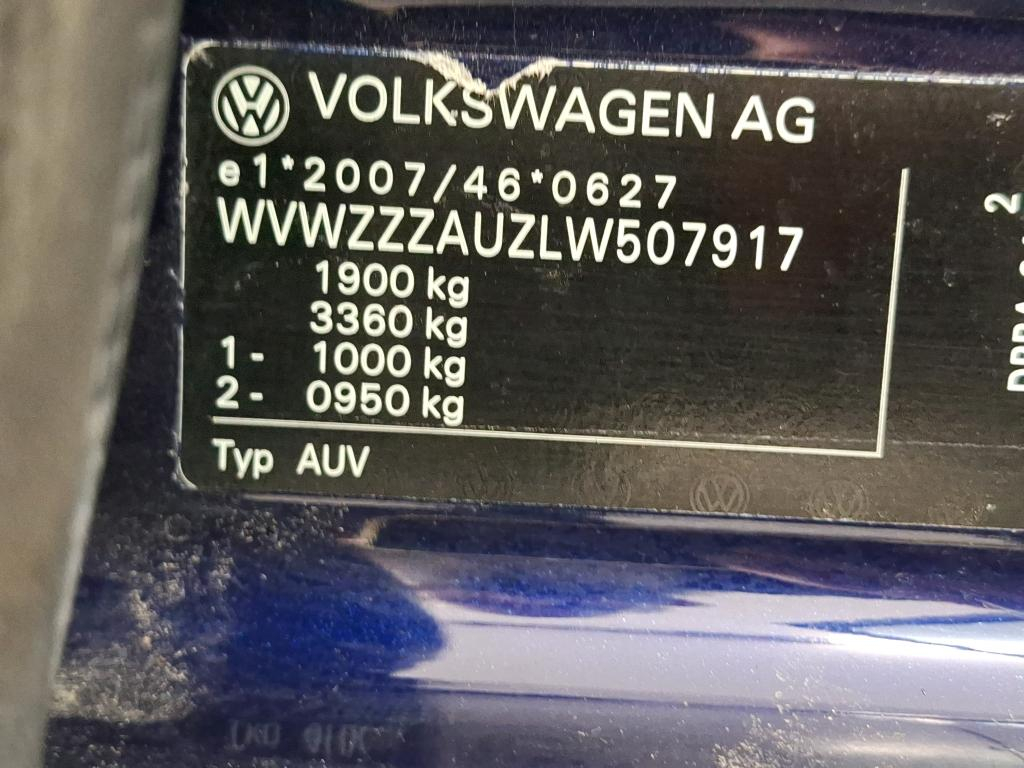 VOLKSWAGEN AG
e1*2007/46*0627
WVWZZZAUZLW507917
1900 kg
3360 kg
1- 1000 kg
2- 0950 kg
Typ AUV
2